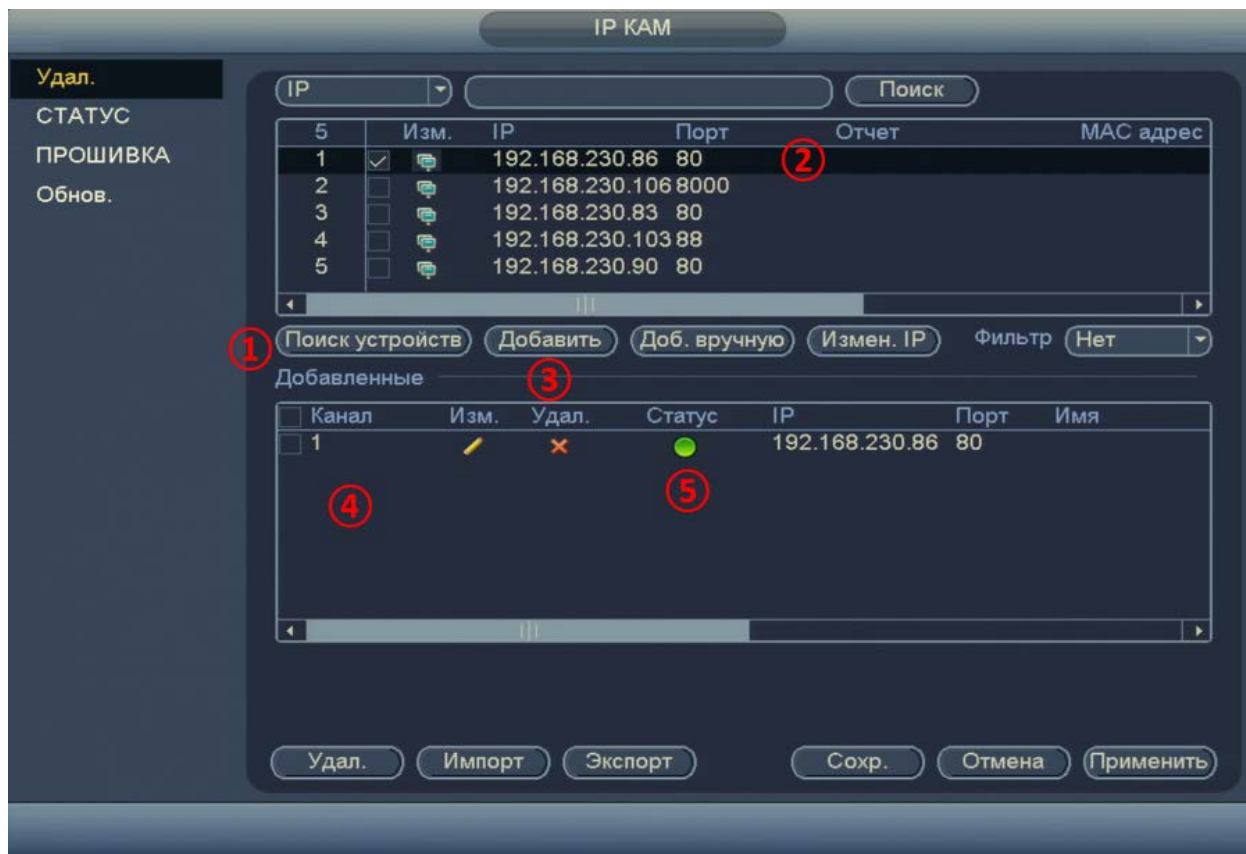 IP КАМ
Удал.
СТАТУС
ПРОШИВКА
Обнов.
IP Поиск
5 Изм. IP Порт Отчет MAC адрес
1 192.168.230.86 80 ②
2 192.168.230.106 8000
3 192.168.230.83 80
4 192.168.230.103 88
5 192.168.230.90 80
① Поиск устройств Добавить Доб. вручную Измен. IP Фильтр Нет
Добавленные ③
Канал Изм. Удал. Статус IP Порт Имя
1 192.168.230.86 80
④ ⑤
Удал. Импорт Экспорт Сохр. Отмена Применить